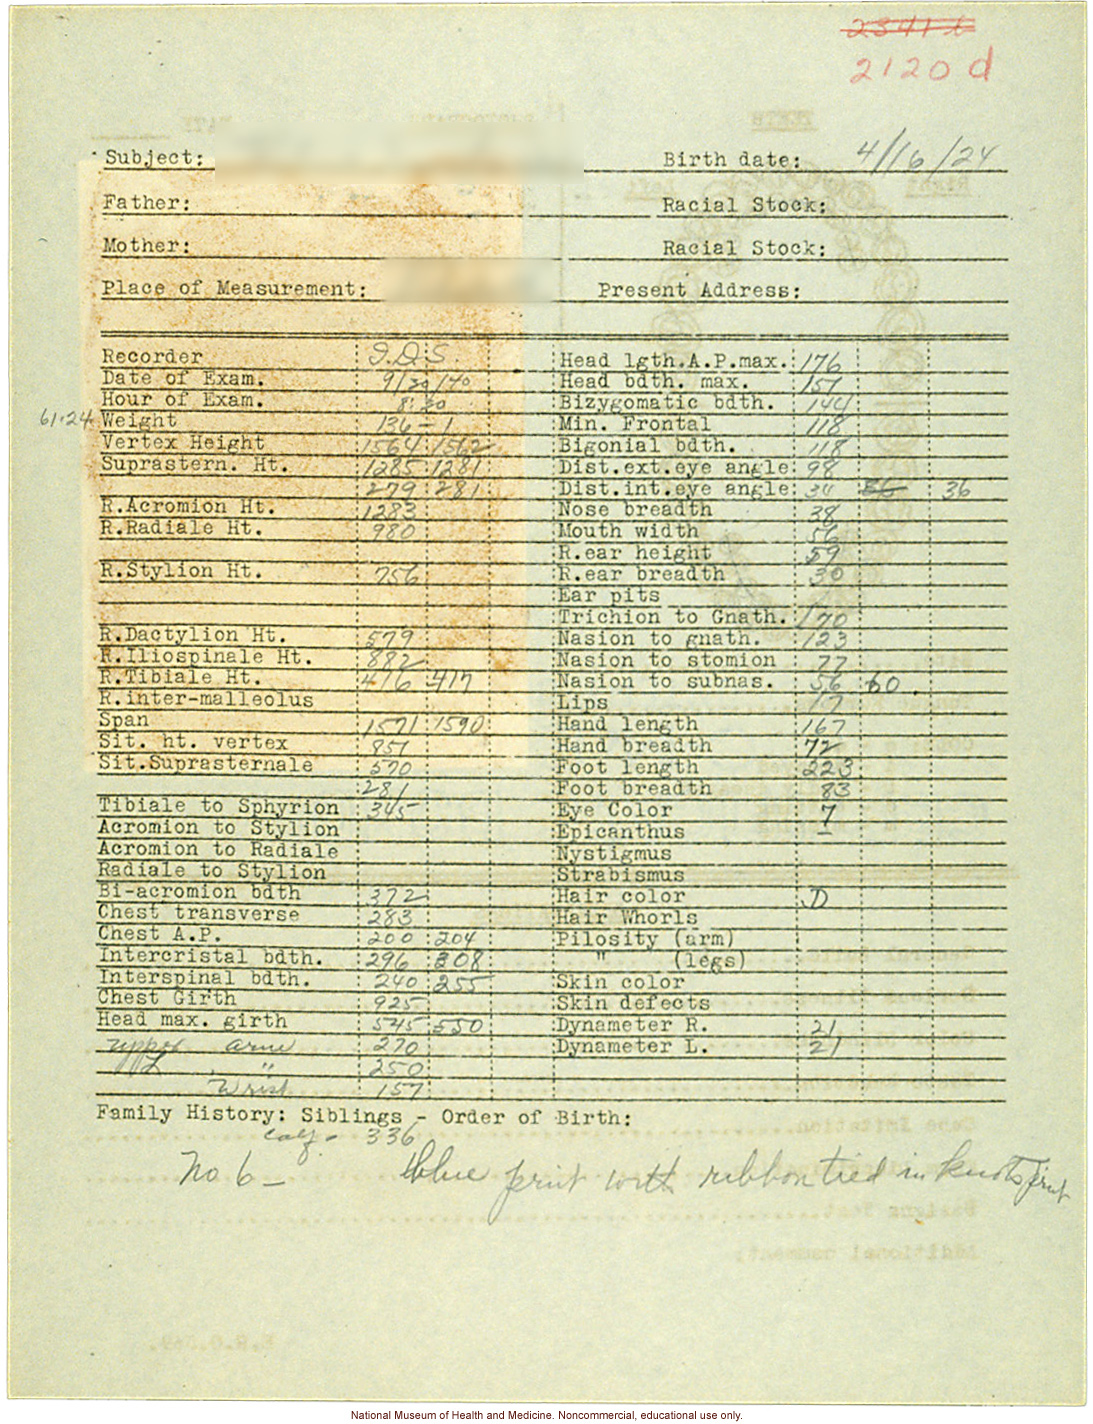 2341 b
2120 d
Subject: Birth date: 4/16/24
Father: Racial Stock:
Mother: Racial Stock:
Place of Measurement: Present Address:
Recorder I.D.S. Head lgth.A.P.max. 176
Date of Exam. 9/20/40 Head bdth. max. 151
Hour of Exam. 8:20 Bizygomatic bdth. 144
61.24 Weight 136 - 1 Min. Frontal 118
Vertex Height 1564 1562 Bigonial bdth. 118
Suprastern. Ht. 1285 1281 Dist.ext.eye angle: 98
279 281 Dist.int.eye angle: 34 36 36
R.Acromion Ht. 1283 Nose breadth 38
R.Radiale Ht. 980 Mouth width 56
R.ear height 59
R.Stylion Ht. 756 R.ear breadth 30
Ear pits
Trichion to Gnath. 170
R.Dactylion Ht. 579 Nasion to gnath. 123
R.Iliospinale Ht. 882 Nasion to stomion 77
R.Tibiale Ht. 416 417 Nasion to subnas. 56 60
R.inter-malleolus Lips 17
Span 1571 1590 Hand length 167
Sit. ht. vertex 851 Hand breadth 72
Sit.Suprasternale 570 Foot length 223
281 Foot breadth 83
Tibiale to Sphyrion 345 Eye Color 7
Acromion to Stylion Epicanthus
Acromion to Radiale Nystigmus
Radiale to Stylion Strabismus
Bi-acromion bdth 372 Hair color D
Chest transverse 283 Hair Whorls
Chest A.P. 200 204 Pilosity (arm)
Intercristal bdth. 296 308 " (legs)
Interspinal bdth. 240 255 Skin color
Chest Girth 925 Skin defects
Head max. girth 545 550 Dynameter R. 21
upper arm 270 Dynameter L. 21
L " 250
Wrist 157
Family History: Siblings - Order of Birth:
calf - 336
No 6 - blue print with ribbon tied in knots print
National Museum of Health and Medicine. Noncommercial, educational use only.